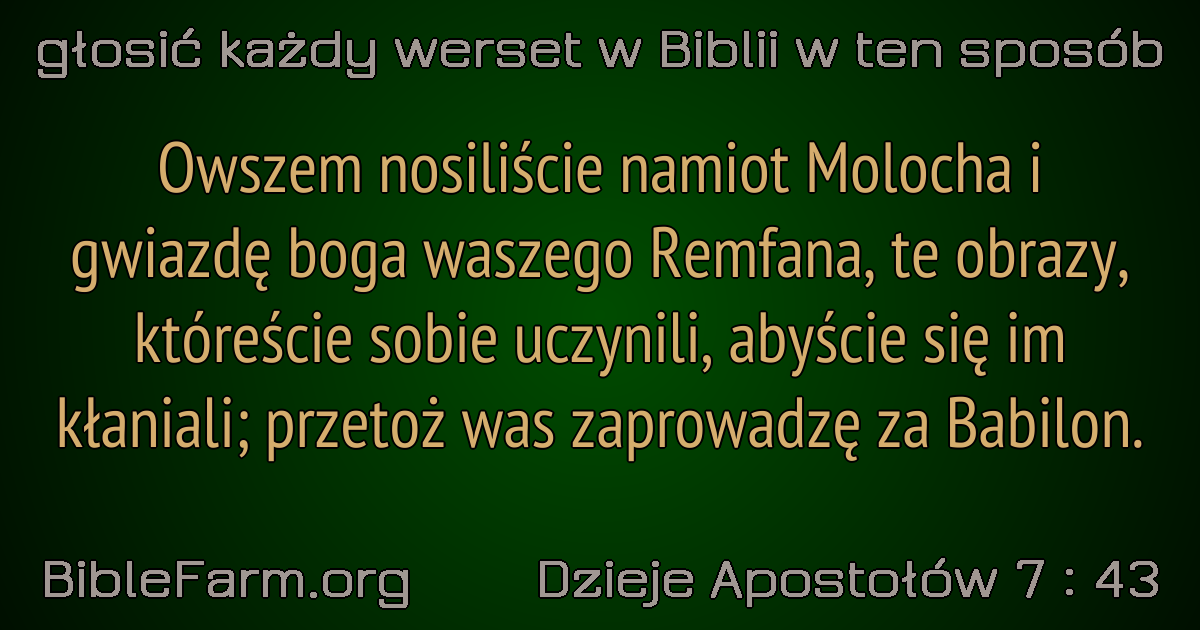 głosić każdy werset w Biblii w ten sposób
Owszem nosiliście namiot Molocha i
gwiazdę boga waszego Remfana, te obrazy,
któreście sobie uczynili, abyście się im
kłaniali; przetoż was zaprowadzę za Babilon.
BibleFarm.org
Dzieje Apostołów 7 : 43